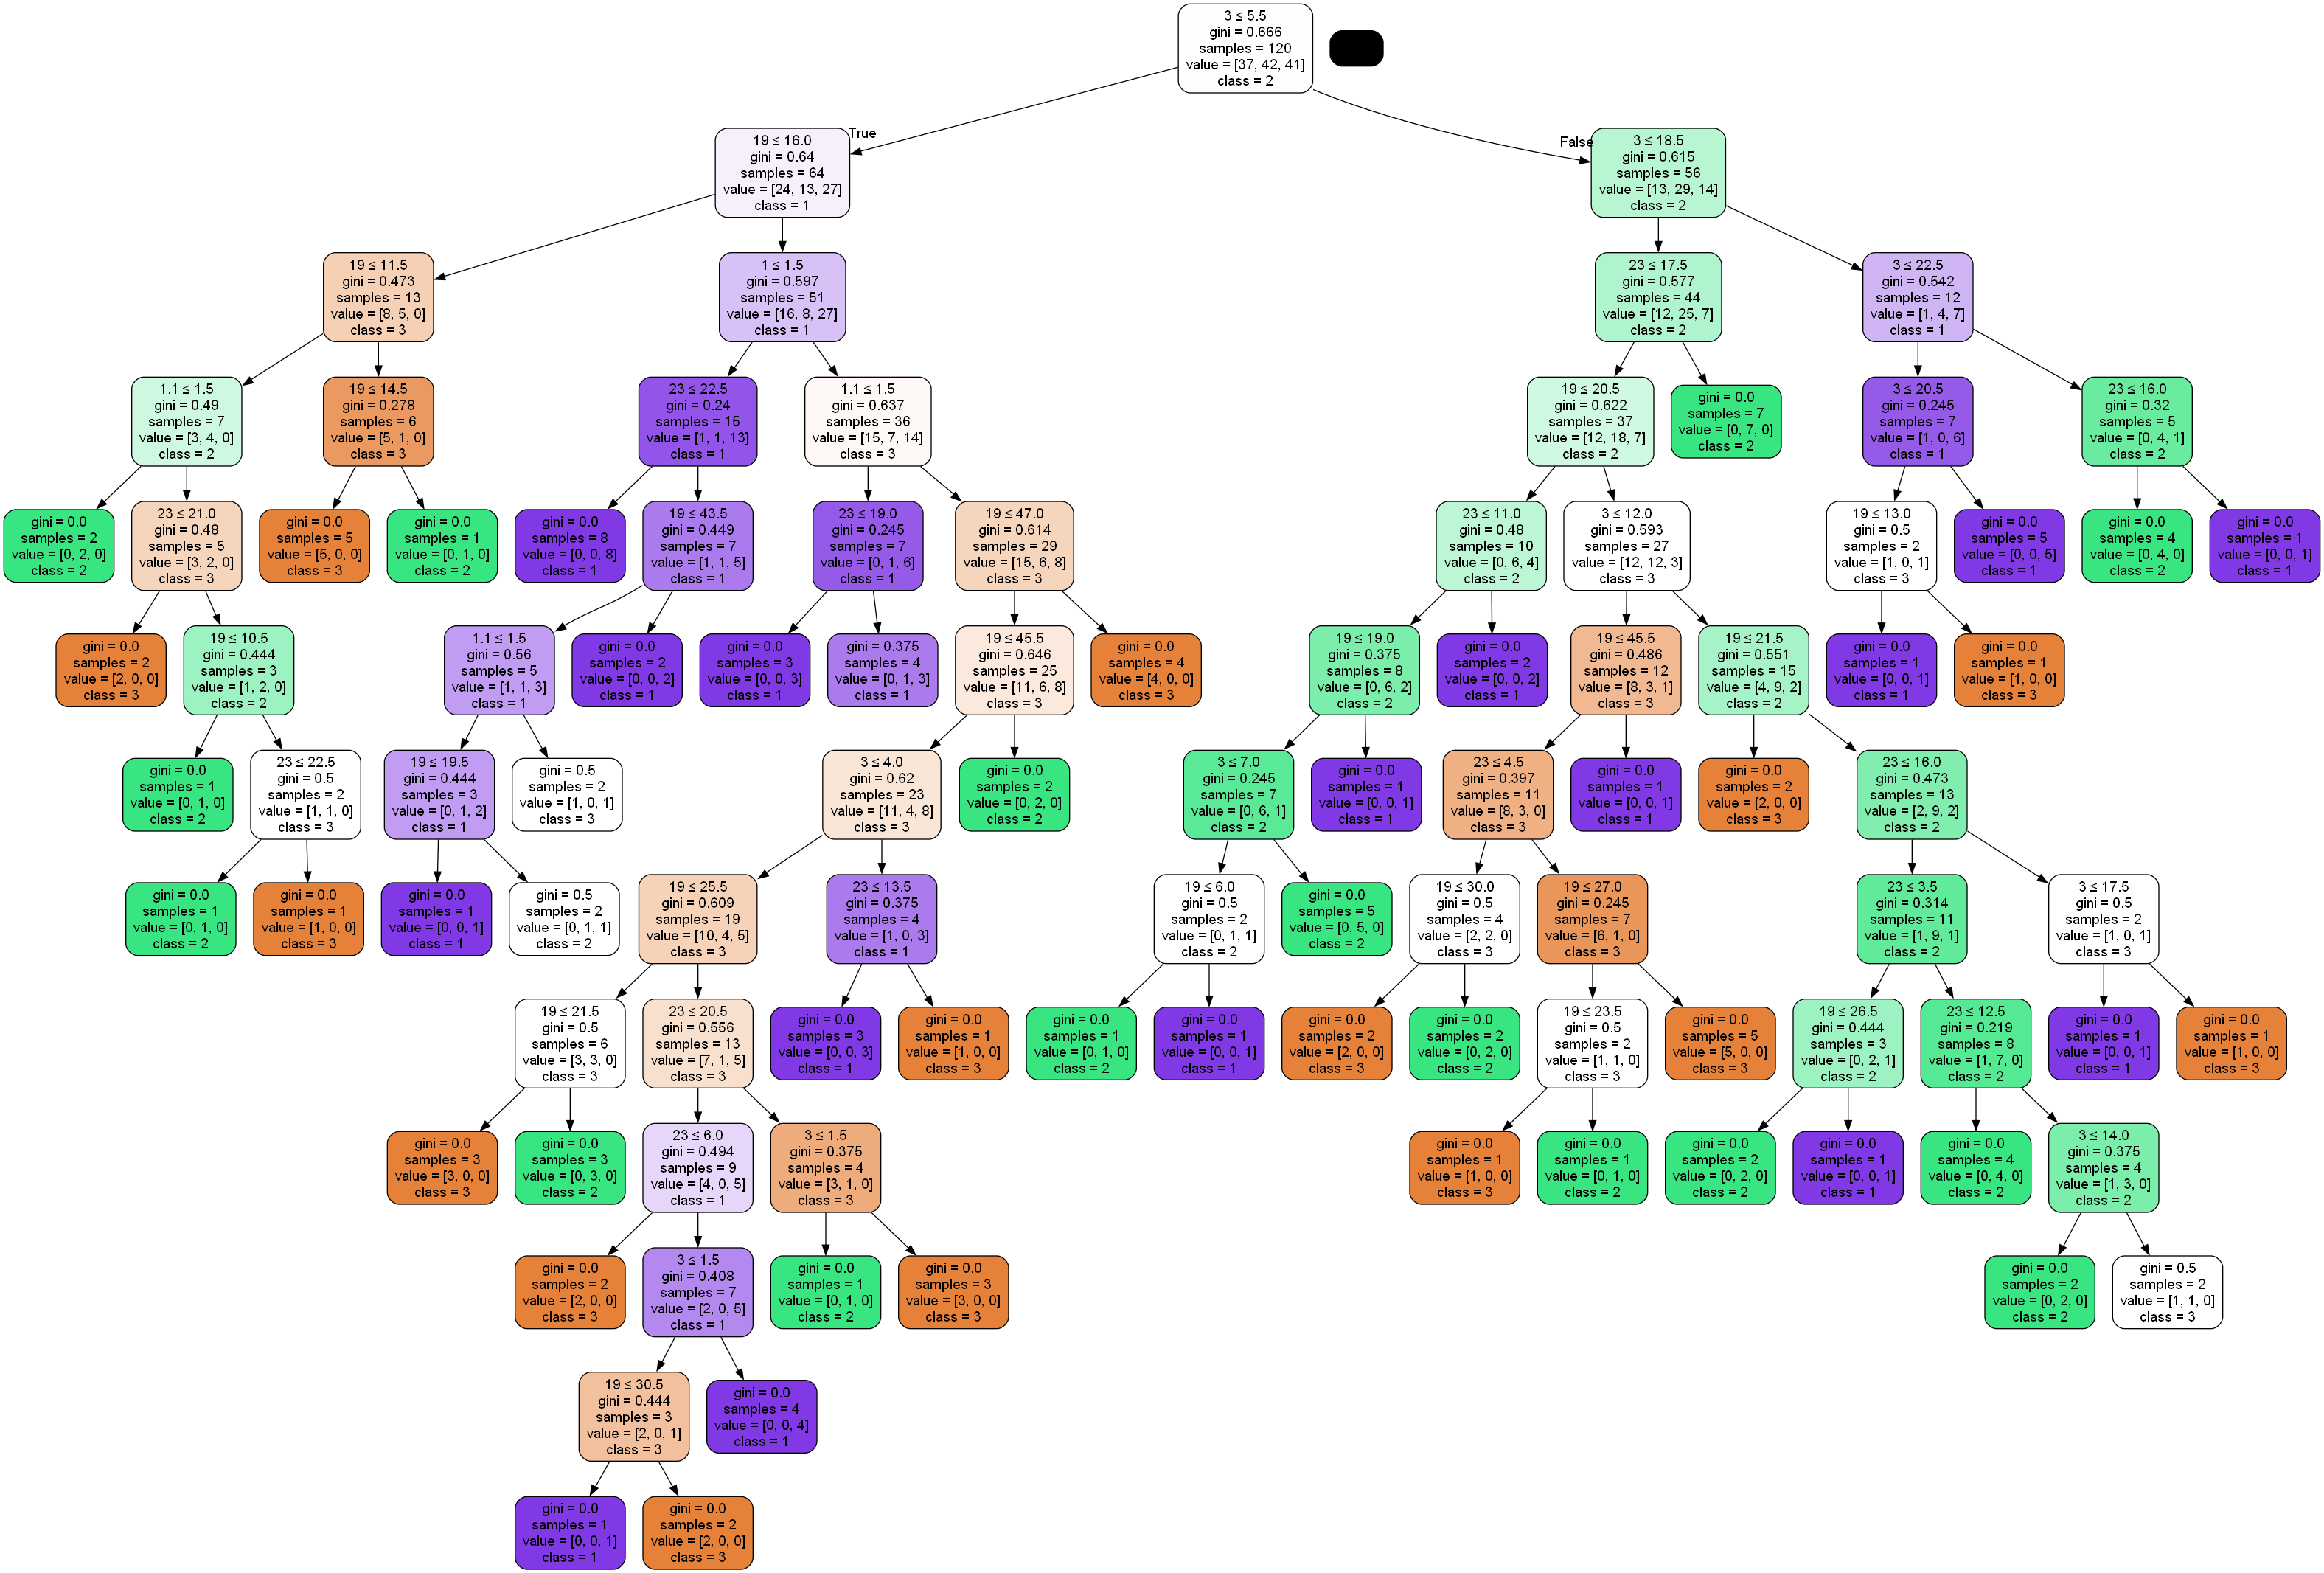 3 ≤ 5.5
gini = 0.666
samples = 120
value = [37, 42, 41]
class = 2
True
False
19 ≤ 16.0
gini = 0.64
samples = 64
value = [24, 13, 27]
class = 1
3 ≤ 18.5
gini = 0.615
samples = 56
value = [13, 29, 14]
class = 2
19 ≤ 11.5
gini = 0.473
samples = 13
value = [8, 5, 0]
class = 3
1 ≤ 1.5
gini = 0.597
samples = 51
value = [16, 8, 27]
class = 1
23 ≤ 17.5
gini = 0.577
samples = 44
value = [12, 25, 7]
class = 2
3 ≤ 22.5
gini = 0.542
samples = 12
value = [1, 4, 7]
class = 1
1.1 ≤ 1.5
gini = 0.49
samples = 7
value = [3, 4, 0]
class = 2
19 ≤ 14.5
gini = 0.278
samples = 6
value = [5, 1, 0]
class = 3
23 ≤ 22.5
gini = 0.24
samples = 15
value = [1, 1, 13]
class = 1
1.1 ≤ 1.5
gini = 0.637
samples = 36
value = [15, 7, 14]
class = 3
19 ≤ 20.5
gini = 0.622
samples = 37
value = [12, 18, 7]
class = 2
gini = 0.0
samples = 7
value = [0, 7, 0]
class = 2
3 ≤ 20.5
gini = 0.245
samples = 7
value = [1, 0, 6]
class = 1
23 ≤ 16.0
gini = 0.32
samples = 5
value = [0, 4, 1]
class = 2
gini = 0.0
samples = 2
value = [0, 2, 0]
class = 2
23 ≤ 21.0
gini = 0.48
samples = 5
value = [3, 2, 0]
class = 3
gini = 0.0
samples = 5
value = [5, 0, 0]
class = 3
gini = 0.0
samples = 1
value = [0, 1, 0]
class = 2
gini = 0.0
samples = 8
value = [0, 0, 8]
class = 1
19 ≤ 43.5
gini = 0.449
samples = 7
value = [1, 1, 5]
class = 1
23 ≤ 19.0
gini = 0.245
samples = 7
value = [0, 1, 6]
class = 1
19 ≤ 47.0
gini = 0.614
samples = 29
value = [15, 6, 8]
class = 3
23 ≤ 11.0
gini = 0.48
samples = 10
value = [0, 6, 4]
class = 2
3 ≤ 12.0
gini = 0.593
samples = 27
value = [12, 12, 3]
class = 3
19 ≤ 13.0
gini = 0.5
samples = 2
value = [1, 0, 1]
class = 3
gini = 0.0
samples = 5
value = [0, 0, 5]
class = 1
gini = 0.0
samples = 4
value = [0, 4, 0]
class = 2
gini = 0.0
samples = 1
value = [0, 0, 1]
class = 1
gini = 0.0
samples = 2
value = [2, 0, 0]
class = 3
19 ≤ 10.5
gini = 0.444
samples = 3
value = [1, 2, 0]
class = 2
1.1 ≤ 1.5
gini = 0.56
samples = 5
value = [1, 1, 3]
class = 1
gini = 0.0
samples = 2
value = [0, 0, 2]
class = 1
gini = 0.0
samples = 3
value = [0, 0, 3]
class = 1
gini = 0.375
samples = 4
value = [0, 1, 3]
class = 1
19 ≤ 45.5
gini = 0.646
samples = 25
value = [11, 6, 8]
class = 3
gini = 0.0
samples = 4
value = [4, 0, 0]
class = 3
19 ≤ 19.0
gini = 0.375
samples = 8
value = [0, 6, 2]
class = 2
gini = 0.0
samples = 2
value = [0, 0, 2]
class = 1
19 ≤ 45.5
gini = 0.486
samples = 12
value = [8, 3, 1]
class = 3
19 ≤ 21.5
gini = 0.551
samples = 15
value = [4, 9, 2]
class = 2
gini = 0.0
samples = 1
value = [0, 0, 1]
class = 1
gini = 0.0
samples = 1
value = [1, 0, 0]
class = 3
gini = 0.0
samples = 1
value = [0, 1, 0]
class = 2
23 ≤ 22.5
gini = 0.5
samples = 2
value = [1, 1, 0]
class = 3
19 ≤ 19.5
gini = 0.444
samples = 3
value = [0, 1, 2]
class = 1
gini = 0.5
samples = 2
value = [1, 0, 1]
class = 3
3 ≤ 4.0
gini = 0.62
samples = 23
value = [11, 4, 8]
class = 3
gini = 0.0
samples = 2
value = [0, 2, 0]
class = 2
3 ≤ 7.0
gini = 0.245
samples = 7
value = [0, 6, 1]
class = 2
gini = 0.0
samples = 1
value = [0, 0, 1]
class = 1
23 ≤ 4.5
gini = 0.397
samples = 11
value = [8, 3, 0]
class = 3
gini = 0.0
samples = 1
value = [0, 0, 1]
class = 1
gini = 0.0
samples = 2
value = [2, 0, 0]
class = 3
23 ≤ 16.0
gini = 0.473
samples = 13
value = [2, 9, 2]
class = 2
gini = 0.0
samples = 1
value = [0, 1, 0]
class = 2
gini = 0.0
samples = 1
value = [1, 0, 0]
class = 3
gini = 0.0
samples = 1
value = [0, 0, 1]
class = 1
gini = 0.5
samples = 2
value = [0, 1, 1]
class = 2
19 ≤ 25.5
gini = 0.609
samples = 19
value = [10, 4, 5]
class = 3
23 ≤ 13.5
gini = 0.375
samples = 4
value = [1, 0, 3]
class = 1
19 ≤ 6.0
gini = 0.5
samples = 2
value = [0, 1, 1]
class = 2
gini = 0.0
samples = 5
value = [0, 5, 0]
class = 2
19 ≤ 30.0
gini = 0.5
samples = 4
value = [2, 2, 0]
class = 3
19 ≤ 27.0
gini = 0.245
samples = 7
value = [6, 1, 0]
class = 3
23 ≤ 3.5
gini = 0.314
samples = 11
value = [1, 9, 1]
class = 2
3 ≤ 17.5
gini = 0.5
samples = 2
value = [1, 0, 1]
class = 3
19 ≤ 21.5
gini = 0.5
samples = 6
value = [3, 3, 0]
class = 3
23 ≤ 20.5
gini = 0.556
samples = 13
value = [7, 1, 5]
class = 3
gini = 0.0
samples = 3
value = [0, 0, 3]
class = 1
gini = 0.0
samples = 1
value = [1, 0, 0]
class = 3
gini = 0.0
samples = 1
value = [0, 1, 0]
class = 2
gini = 0.0
samples = 1
value = [0, 0, 1]
class = 1
gini = 0.0
samples = 2
value = [2, 0, 0]
class = 3
gini = 0.0
samples = 2
value = [0, 2, 0]
class = 2
19 ≤ 23.5
gini = 0.5
samples = 2
value = [1, 1, 0]
class = 3
gini = 0.0
samples = 5
value = [5, 0, 0]
class = 3
19 ≤ 26.5
gini = 0.444
samples = 3
value = [0, 2, 1]
class = 2
23 ≤ 12.5
gini = 0.219
samples = 8
value = [1, 7, 0]
class = 2
gini = 0.0
samples = 1
value = [0, 0, 1]
class = 1
gini = 0.0
samples = 1
value = [1, 0, 0]
class = 3
gini = 0.0
samples = 3
value = [3, 0, 0]
class = 3
gini = 0.0
samples = 3
value = [0, 3, 0]
class = 2
23 ≤ 6.0
gini = 0.494
samples = 9
value = [4, 0, 5]
class = 1
3 ≤ 1.5
gini = 0.375
samples = 4
value = [3, 1, 0]
class = 3
gini = 0.0
samples = 1
value = [1, 0, 0]
class = 3
gini = 0.0
samples = 1
value = [0, 1, 0]
class = 2
gini = 0.0
samples = 2
value = [0, 2, 0]
class = 2
gini = 0.0
samples = 1
value = [0, 0, 1]
class = 1
gini = 0.0
samples = 4
value = [0, 4, 0]
class = 2
3 ≤ 14.0
gini = 0.375
samples = 4
value = [1, 3, 0]
class = 2
gini = 0.0
samples = 2
value = [2, 0, 0]
class = 3
3 ≤ 1.5
gini = 0.408
samples = 7
value = [2, 0, 5]
class = 1
gini = 0.0
samples = 1
value = [0, 1, 0]
class = 2
gini = 0.0
samples = 3
value = [3, 0, 0]
class = 3
gini = 0.0
samples = 2
value = [0, 2, 0]
class = 2
gini = 0.5
samples = 2
value = [1, 1, 0]
class = 3
19 ≤ 30.5
gini = 0.444
samples = 3
value = [2, 0, 1]
class = 3
gini = 0.0
samples = 4
value = [0, 0, 4]
class = 1
gini = 0.0
samples = 1
value = [0, 0, 1]
class = 1
gini = 0.0
samples = 2
value = [2, 0, 0]
class = 3